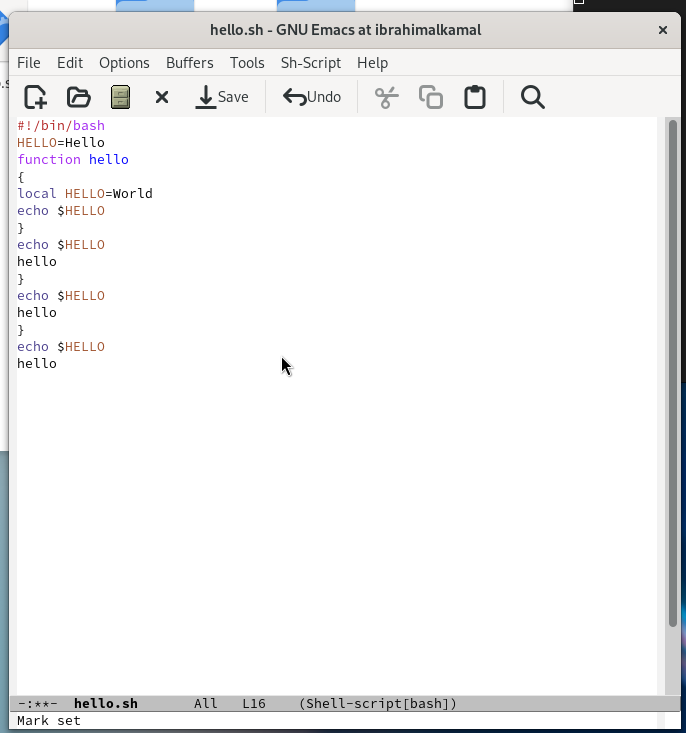 hello.sh - GNU Emacs at ibrahimalkamal
File Edit Options Buffers Tools Sh-Script Help
Save Undo
#!/bin/bash
HELLO=Hello
function hello
{
local HELLO=World
echo $HELLO
}
echo $HELLO
hello
}
echo $HELLO
hello
}
echo $HELLO
hello
-:**- hello.sh All L16 (Shell-script[bash])
Mark set